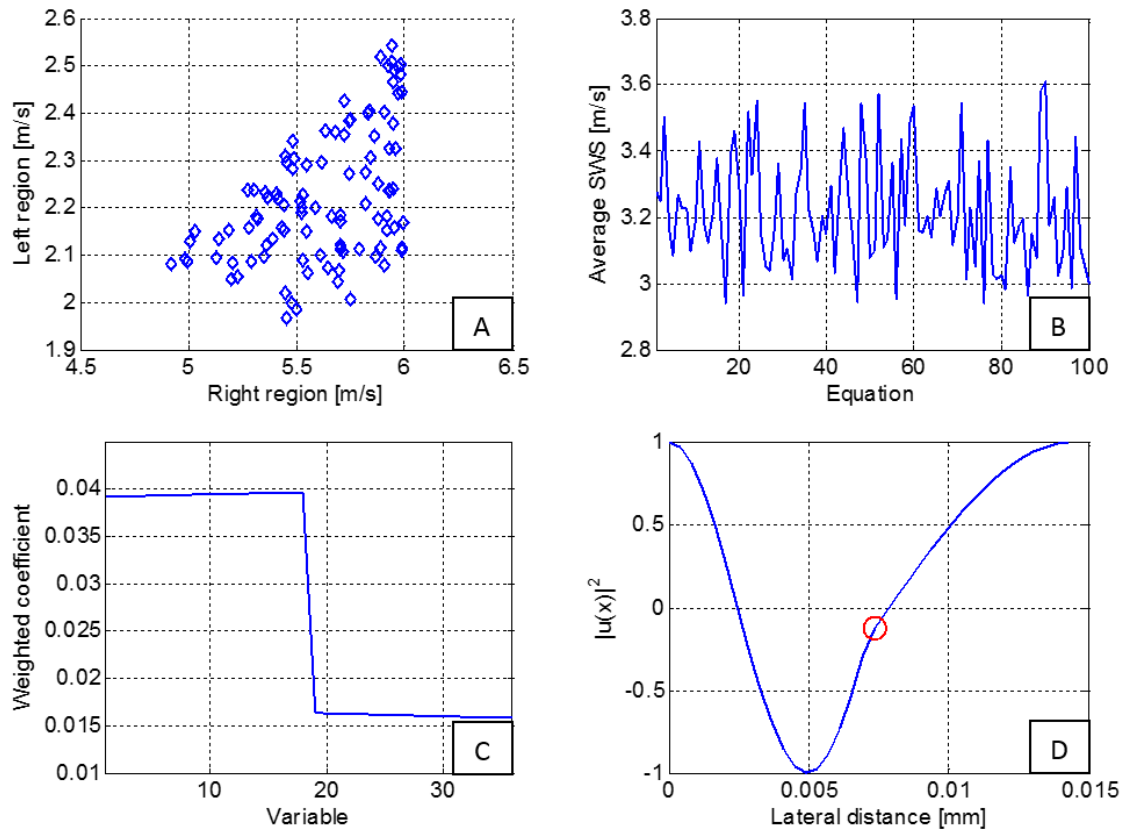 2.6
2.5
2.4
2.3
2.2
2.1
2
1.9
Left region [m/s]
4.5 5 5.5 6 6.5
Right region [m/s]
A
3.8
3.6
3.4
3.2
3
2.8
Average SWS [m/s]
20 40 60 80 100
Equation
B
0.04
0.035
0.03
0.025
0.02
0.015
0.01
Weighted coefficient
10 20 30
Variable
C
1
0.5
0
-0.5
-1
|u(x)|²
0 0.005 0.01 0.015
Lateral distance [mm]
D